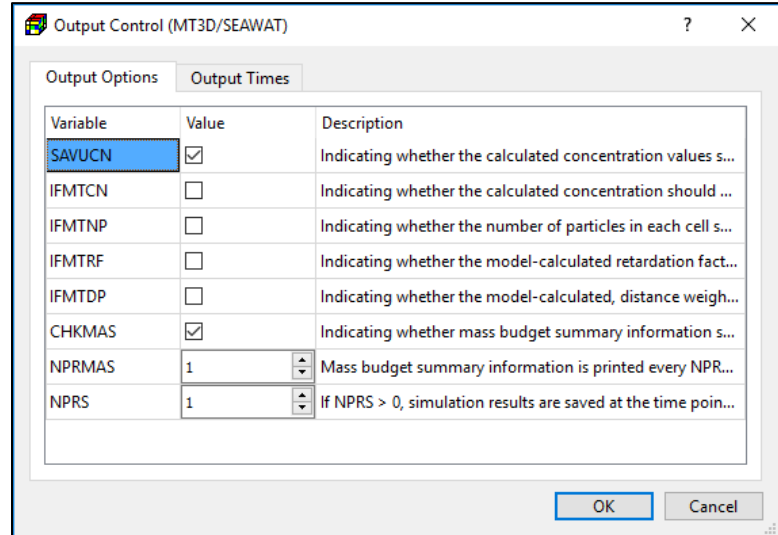 Output Control (MT3D/SEAWAT)
Output Options Output Times
Variable Value Description
SAVUCN Indicating whether the calculated concentration values s...
IFMTCN Indicating whether the calculated concentration should ...
IFMTNP Indicating whether the number of particles in each cell s...
IFMTRF Indicating whether the model-calculated retardation fact...
IFMTDP Indicating whether the model-calculated, distance weigh...
CHKMAS Indicating whether mass budget summary information s...
NPRMAS 1 Mass budget summary information is printed every NPR...
NPRS 1 If NPRS > 0, simulation results are saved at the time poin...
OK Cancel